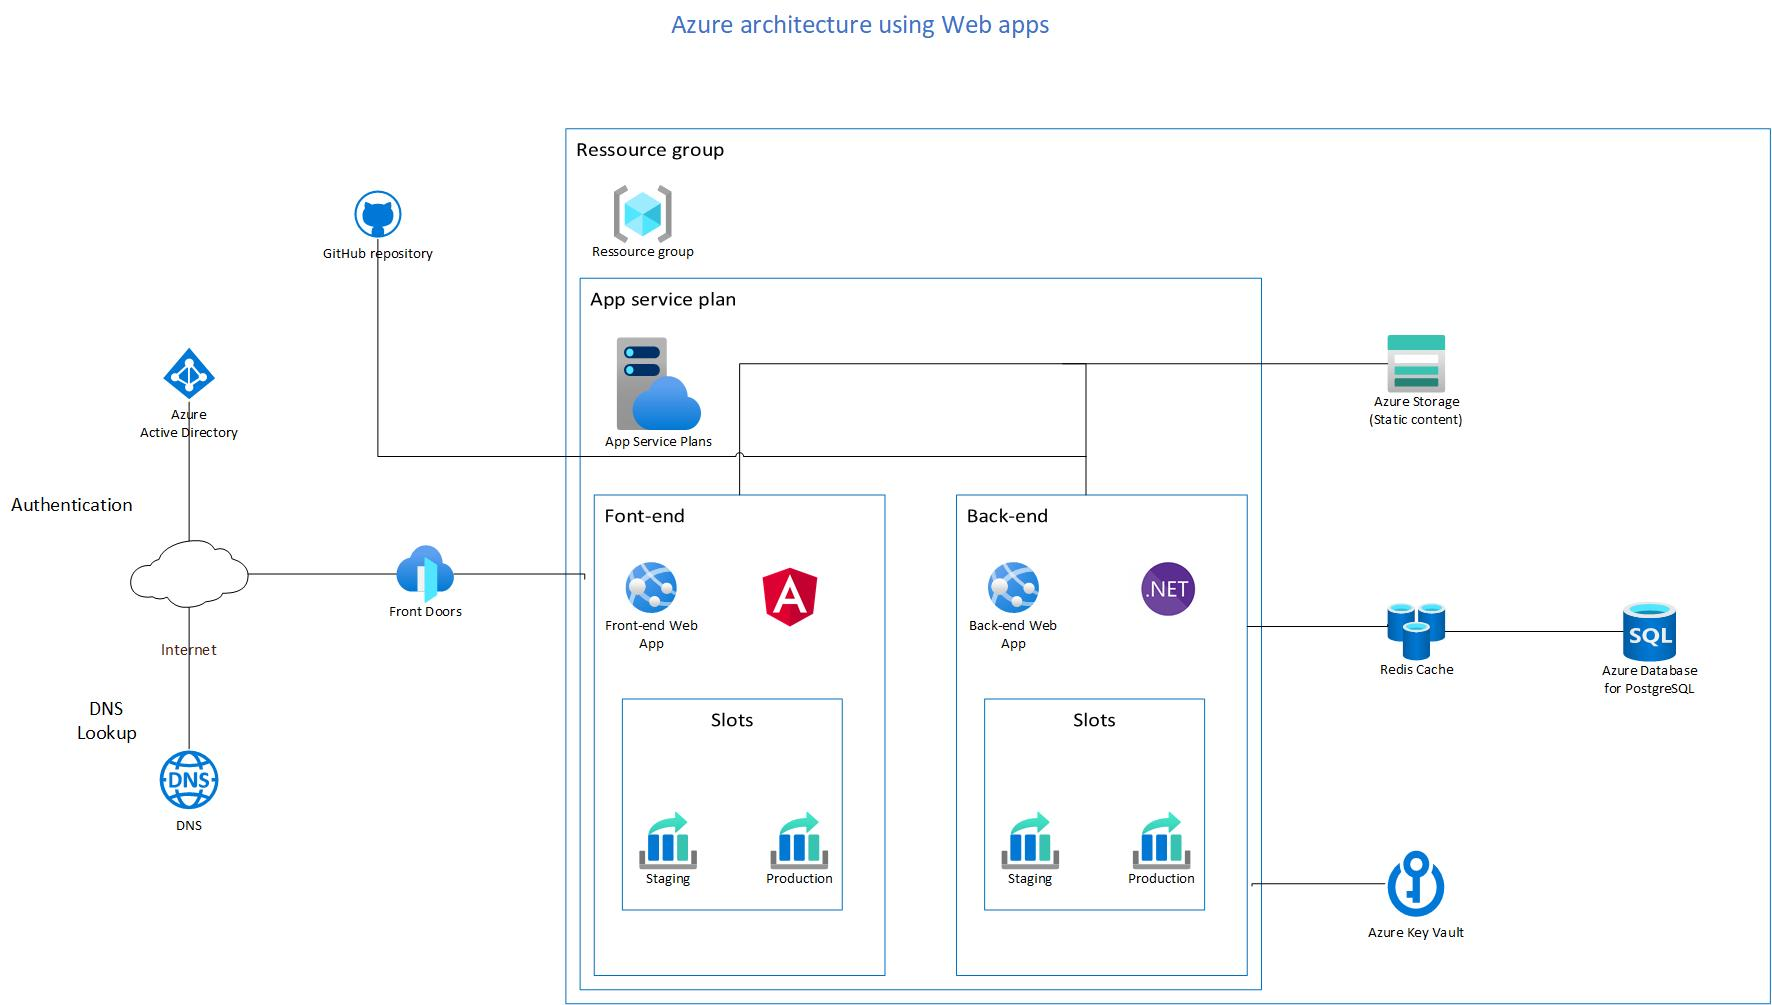 Azure architecture using Web apps
Ressource group
Ressource group
GitHub repository
App service plan
App Service Plans
Azure Storage
(Static content)
Azure
Active Directory
Authentication
Internet
DNS
Lookup
DNS
DNS
Front Doors
Font-end
Front-end Web
App
A
Slots
Staging
Production
Back-end
Back-end Web
App
.NET
Slots
Staging
Production
Redis Cache
SQL
Azure Database
for PostgreSQL
Azure Key Vault